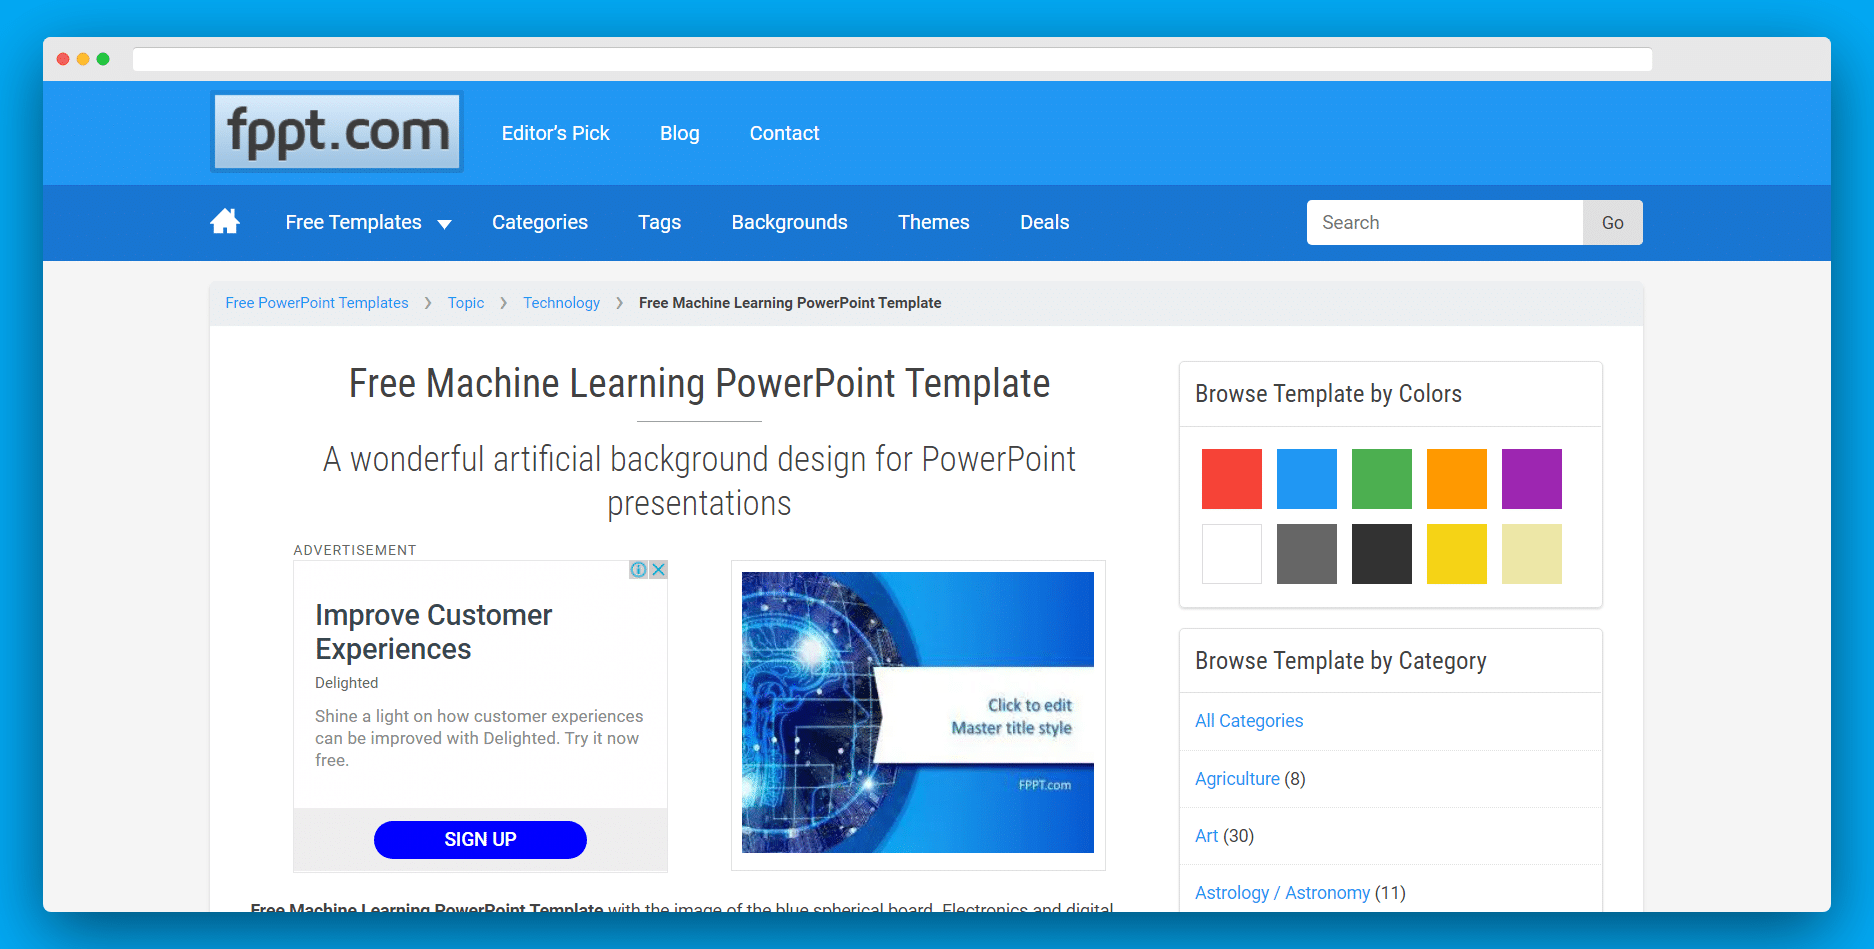 fppt.com
Editor’s Pick
Blog
Contact
Free Templates
Categories
Tags
Backgrounds
Themes
Deals
Search
Go
Free PowerPoint Templates
Topic
Technology
Free Machine Learning PowerPoint Template
Free Machine Learning PowerPoint Template
A wonderful artificial background design for PowerPoint
presentations
ADVERTISEMENT
Improve Customer
Experiences
Delighted
Shine a light on how customer experiences
can be improved with Delighted. Try it now
free.
SIGN UP
Click to edit
Master title style
FPPT.com
Free Machine Learning PowerPoint Template with the image of the blue spherical board. Electronics and digital
Browse Template by Colors
Browse Template by Category
All Categories
Agriculture (8)
Art (30)
Astrology / Astronomy (11)